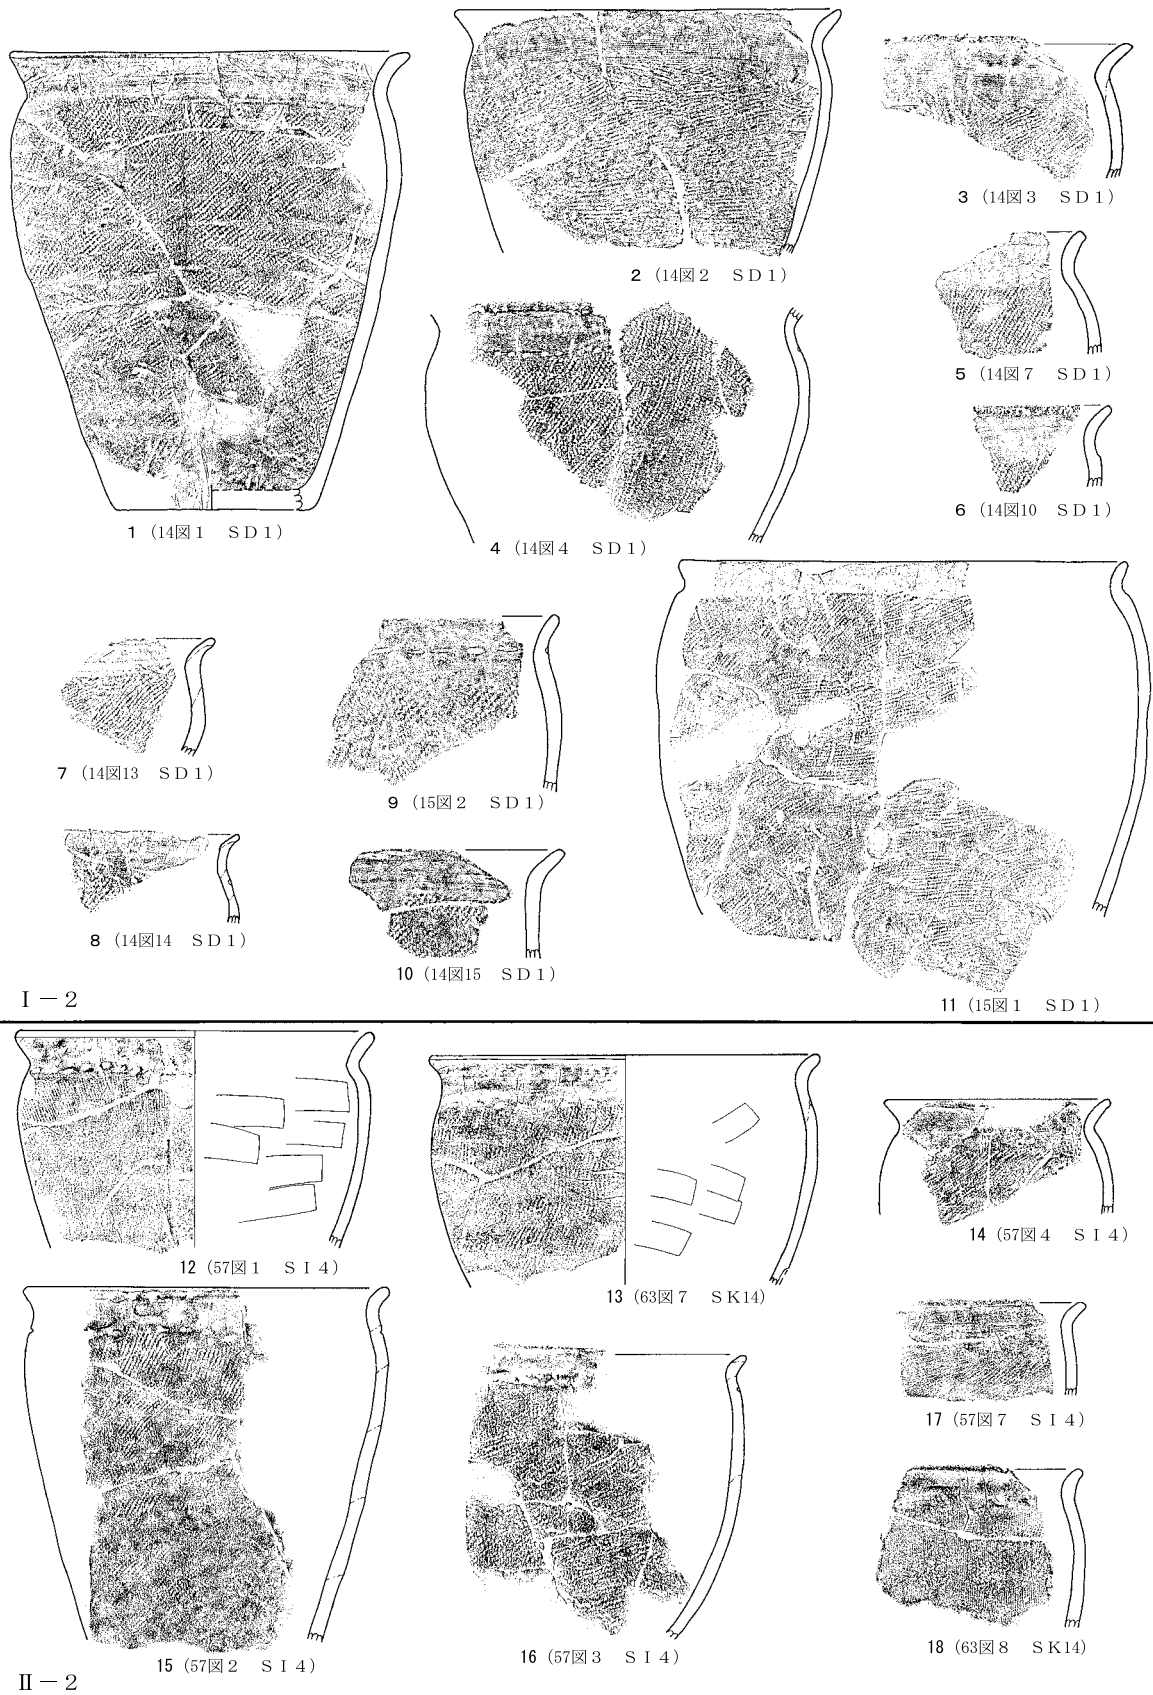 1 (14図1 SD1)
2 (14図2 SD1)
3 (14図3 SD1)
4 (14図4 SD1)
5 (14図7 SD1)
6 (14図10 SD1)
7 (14図13 SD1)
8 (14図14 SD1)
9 (15図2 SD1)
10 (14図15 SD1)
11 (15図1 SD1)
Ⅰ－2
12 (57図1 SI4)
13 (63図7 SK14)
14 (57図4 SI4)
15 (57図2 SI4)
16 (57図3 SI4)
17 (57図7 SI4)
18 (63図8 SK14)
Ⅱ－2